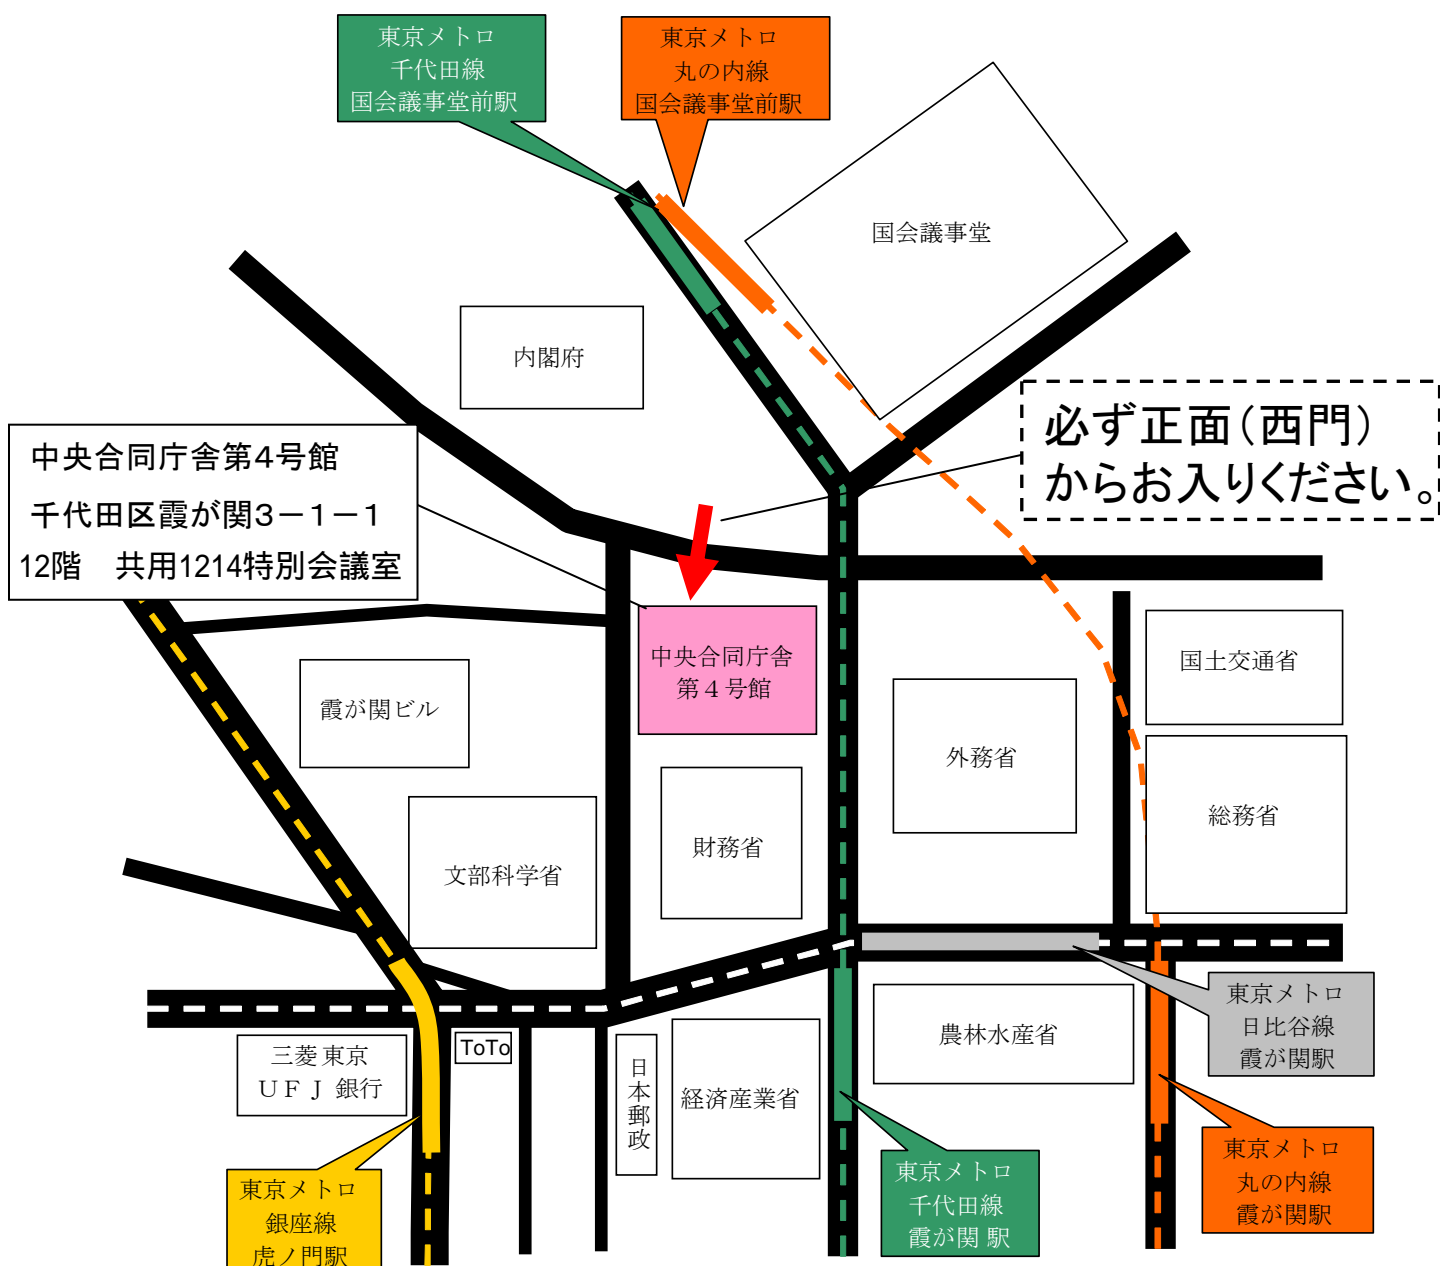 東京メトロ
千代田線
国会議事堂前駅
東京メトロ
丸の内線
国会議事堂前駅
国会議事堂
内閣府
必ず正面(西門)
からお入りください。
中央合同庁舎第4号館
千代田区霞が関3-1-1
12階 共用1214特別会議室
中央合同庁舎
第4号館
国土交通省
霞が関ビル
外務省
総務省
財務省
文部科学省
東京メトロ
日比谷線
霞が関駅
農林水産省
三菱東京
UFJ 銀行
ToTo
日本郵政
経済産業省
東京メトロ
銀座線
虎ノ門駅
東京メトロ
千代田線
霞が関 駅
東京メトロ
丸の内線
霞が関駅